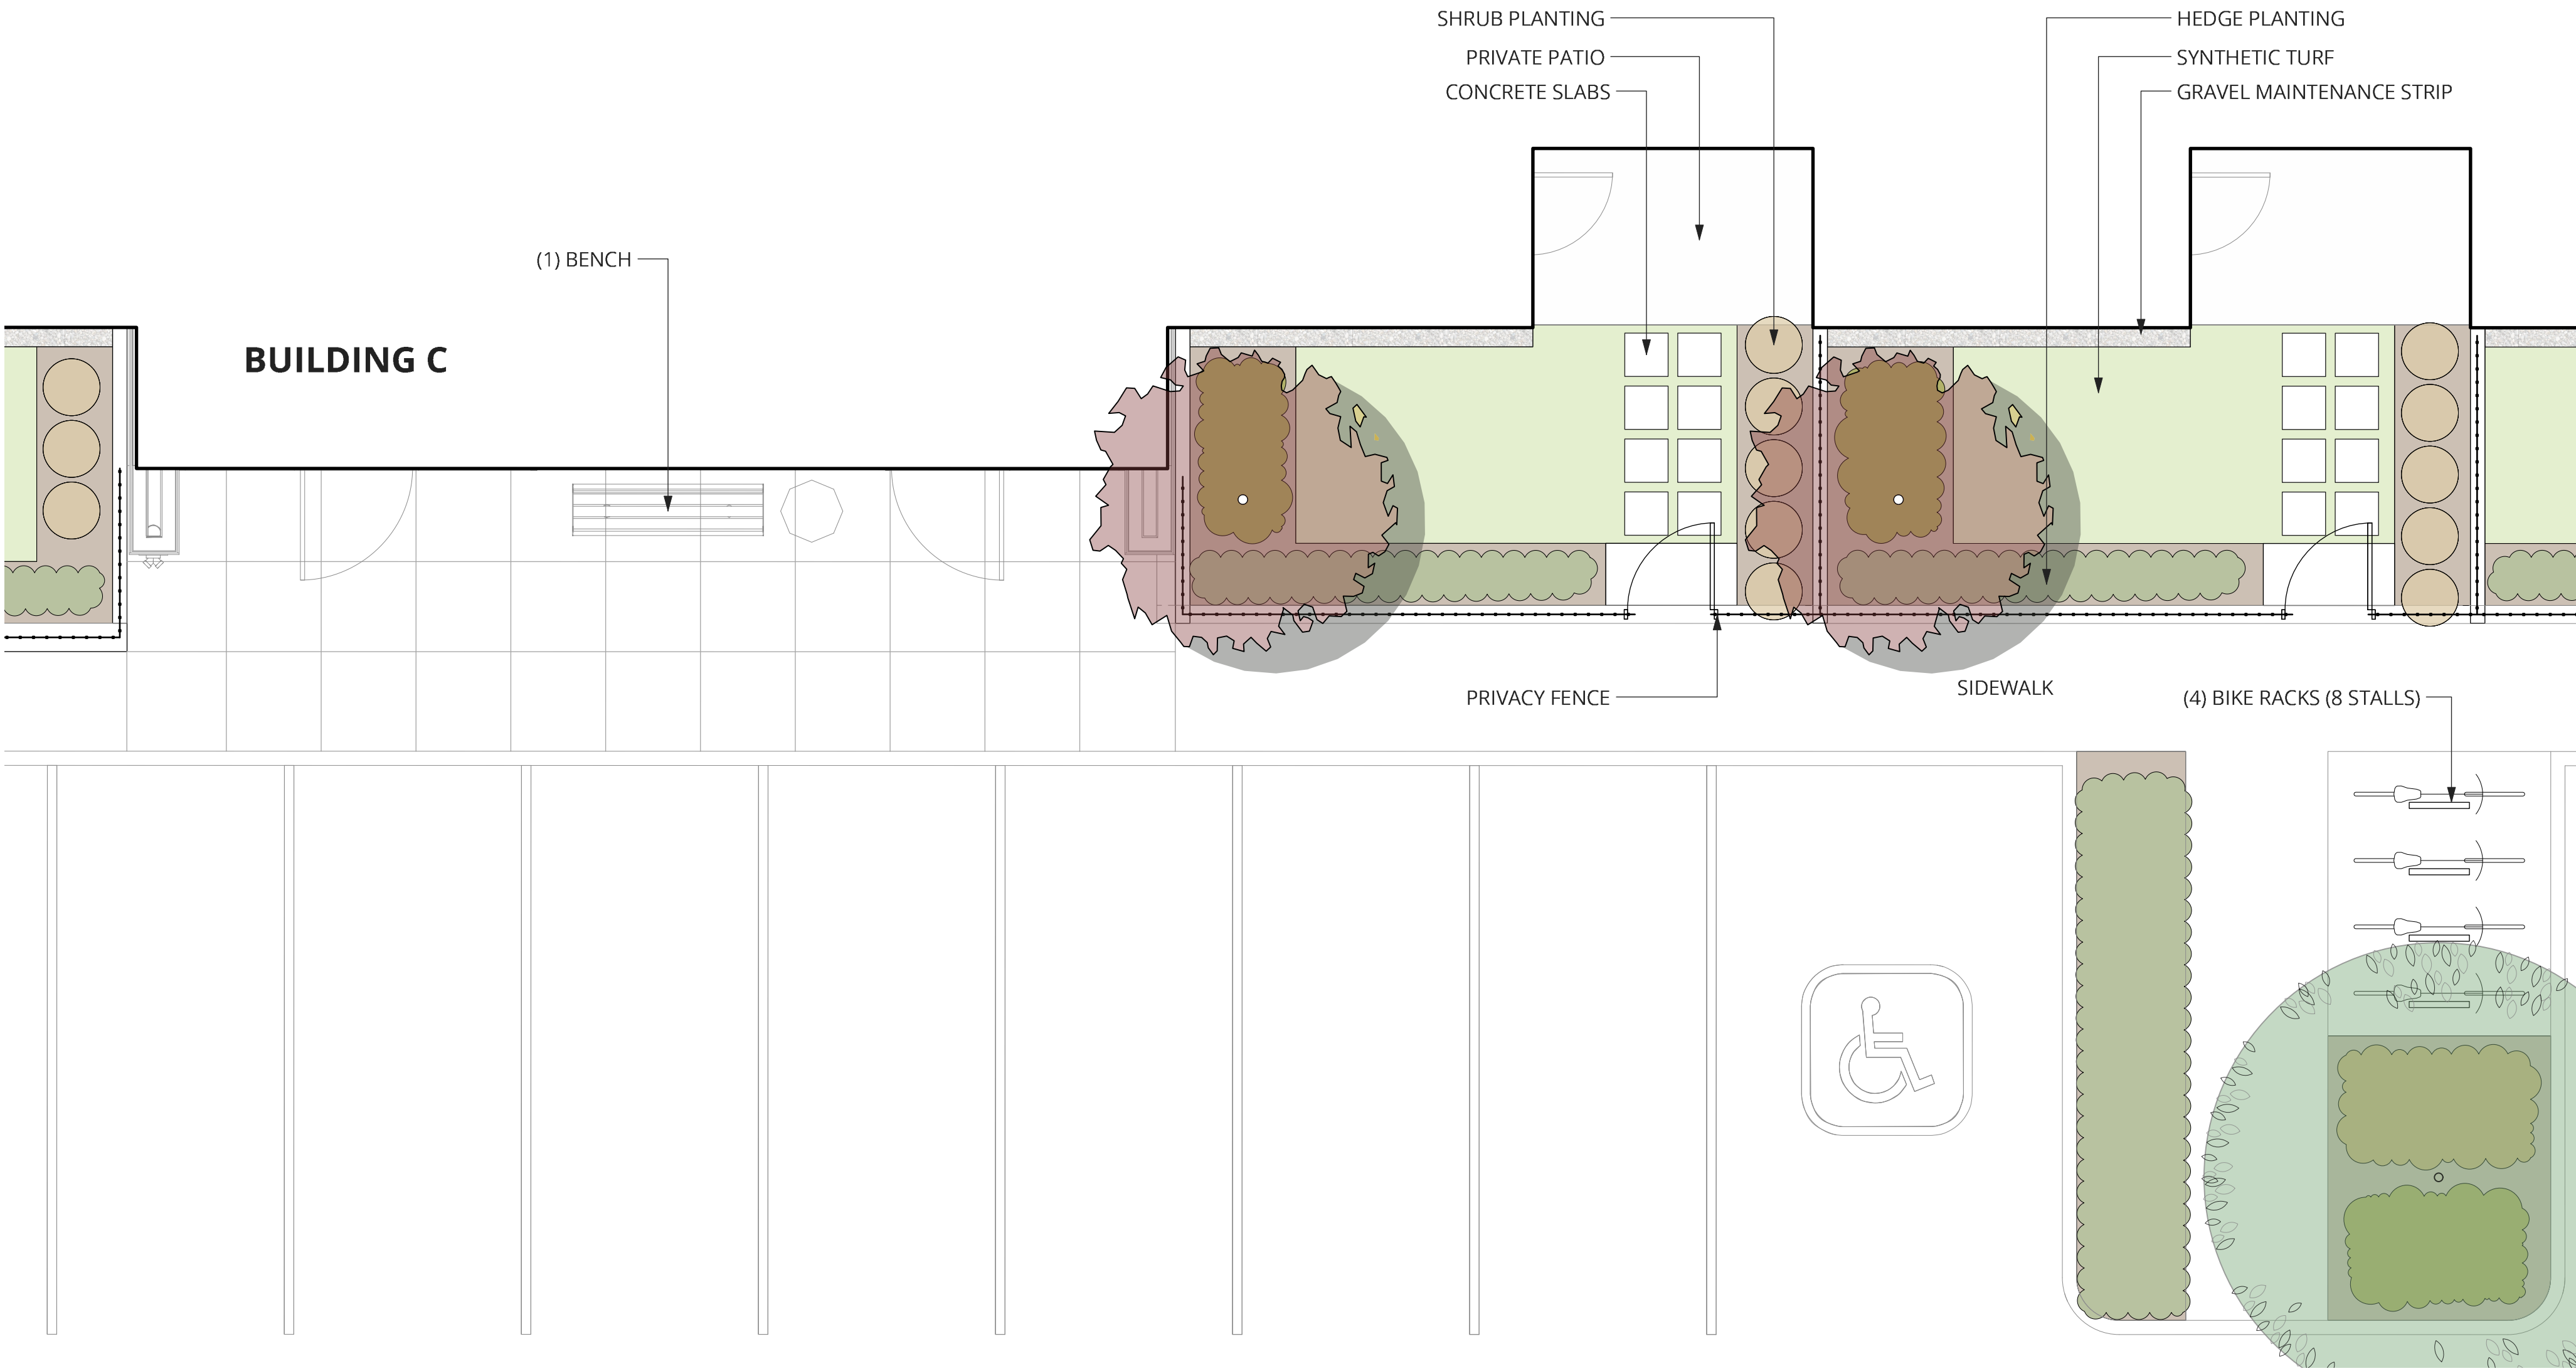 SHRUB PLANTING
PRIVATE PATIO
CONCRETE SLABS
HEDGE PLANTING
SYNTHETIC TURF
GRAVEL MAINTENANCE STRIP
(1) BENCH
BUILDING C
PRIVACY FENCE
SIDEWALK
(4) BIKE RACKS (8 STALLS)